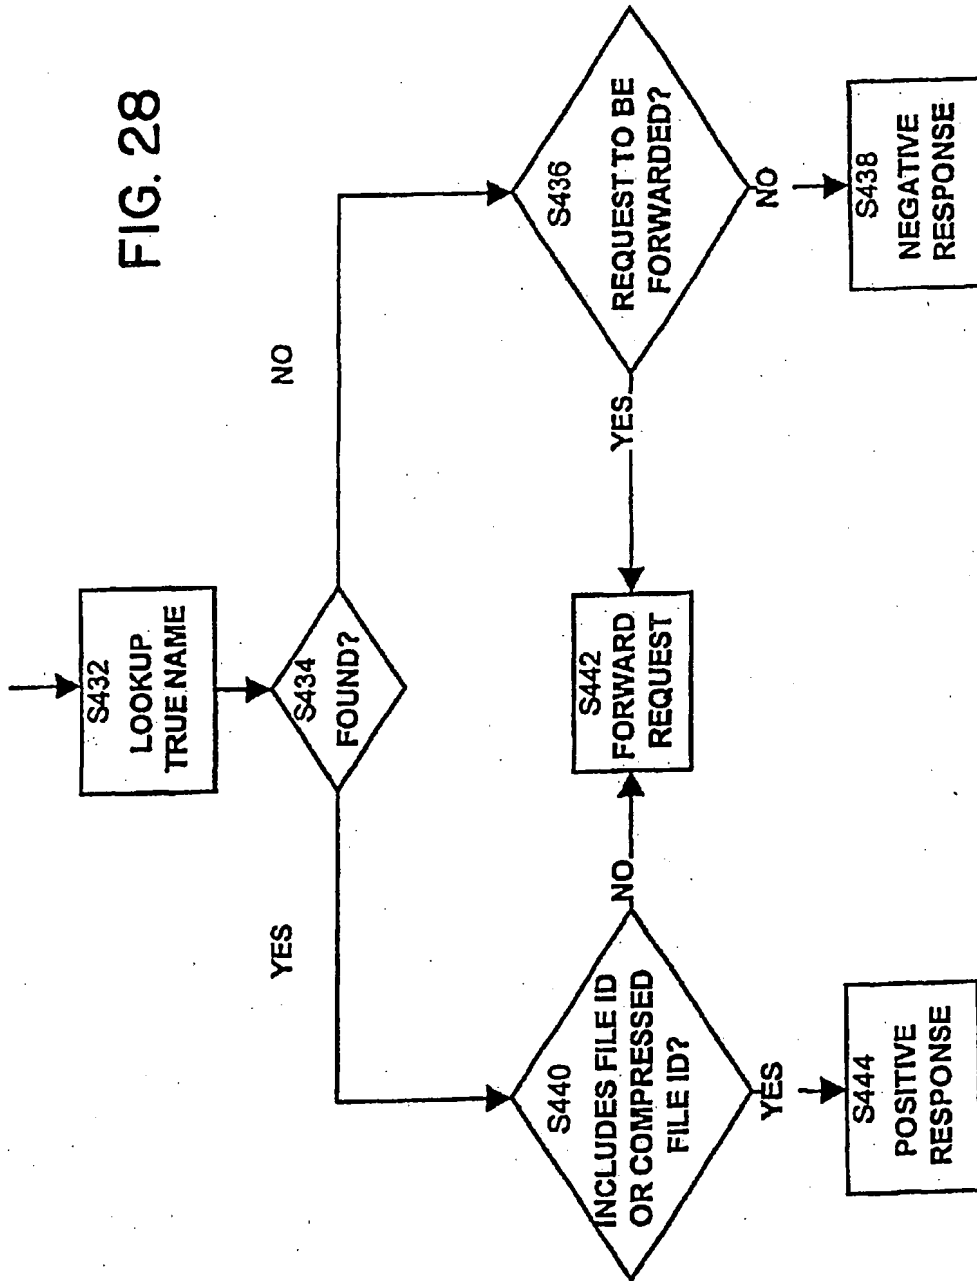 FIG. 28
S432
LOOKUP
TRUE NAME
S434
FOUND?
YES
NO
S440
INCLUDES FILE ID
OR COMPRESSED
FILE ID?
NO
YES
S442
FORWARD
REQUEST
S436
REQUEST TO BE
FORWARDED?
YES
NO
S444
POSITIVE
RESPONSE
S438
NEGATIVE
RESPONSE